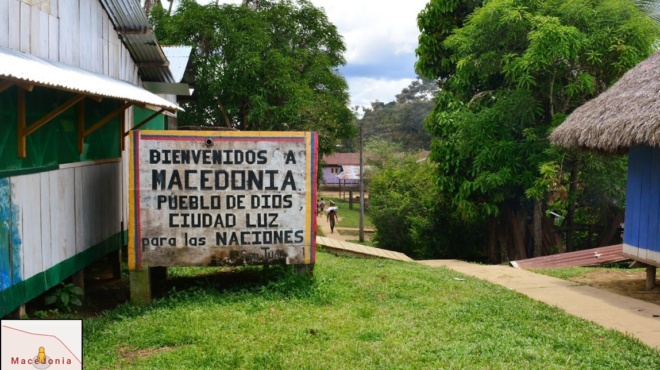 BIENVENIDOS A
MACEDONIA
PUEBLO DE DIOS,
CIUDAD LUZ
para las NACIONES
Macedonia